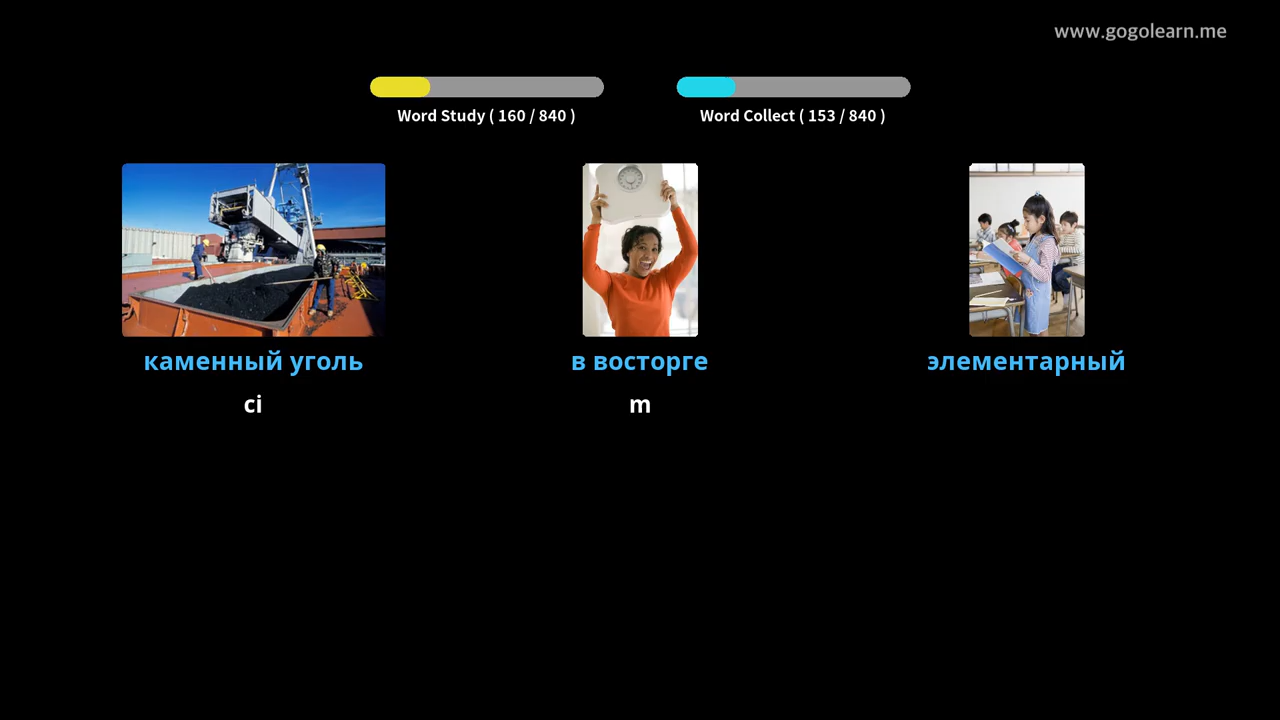 www.gogolearn.me
Word Study ( 160 / 840 )
Word Collect ( 153 / 840 )
каменный уголь
в восторге
элементарный
ci
m